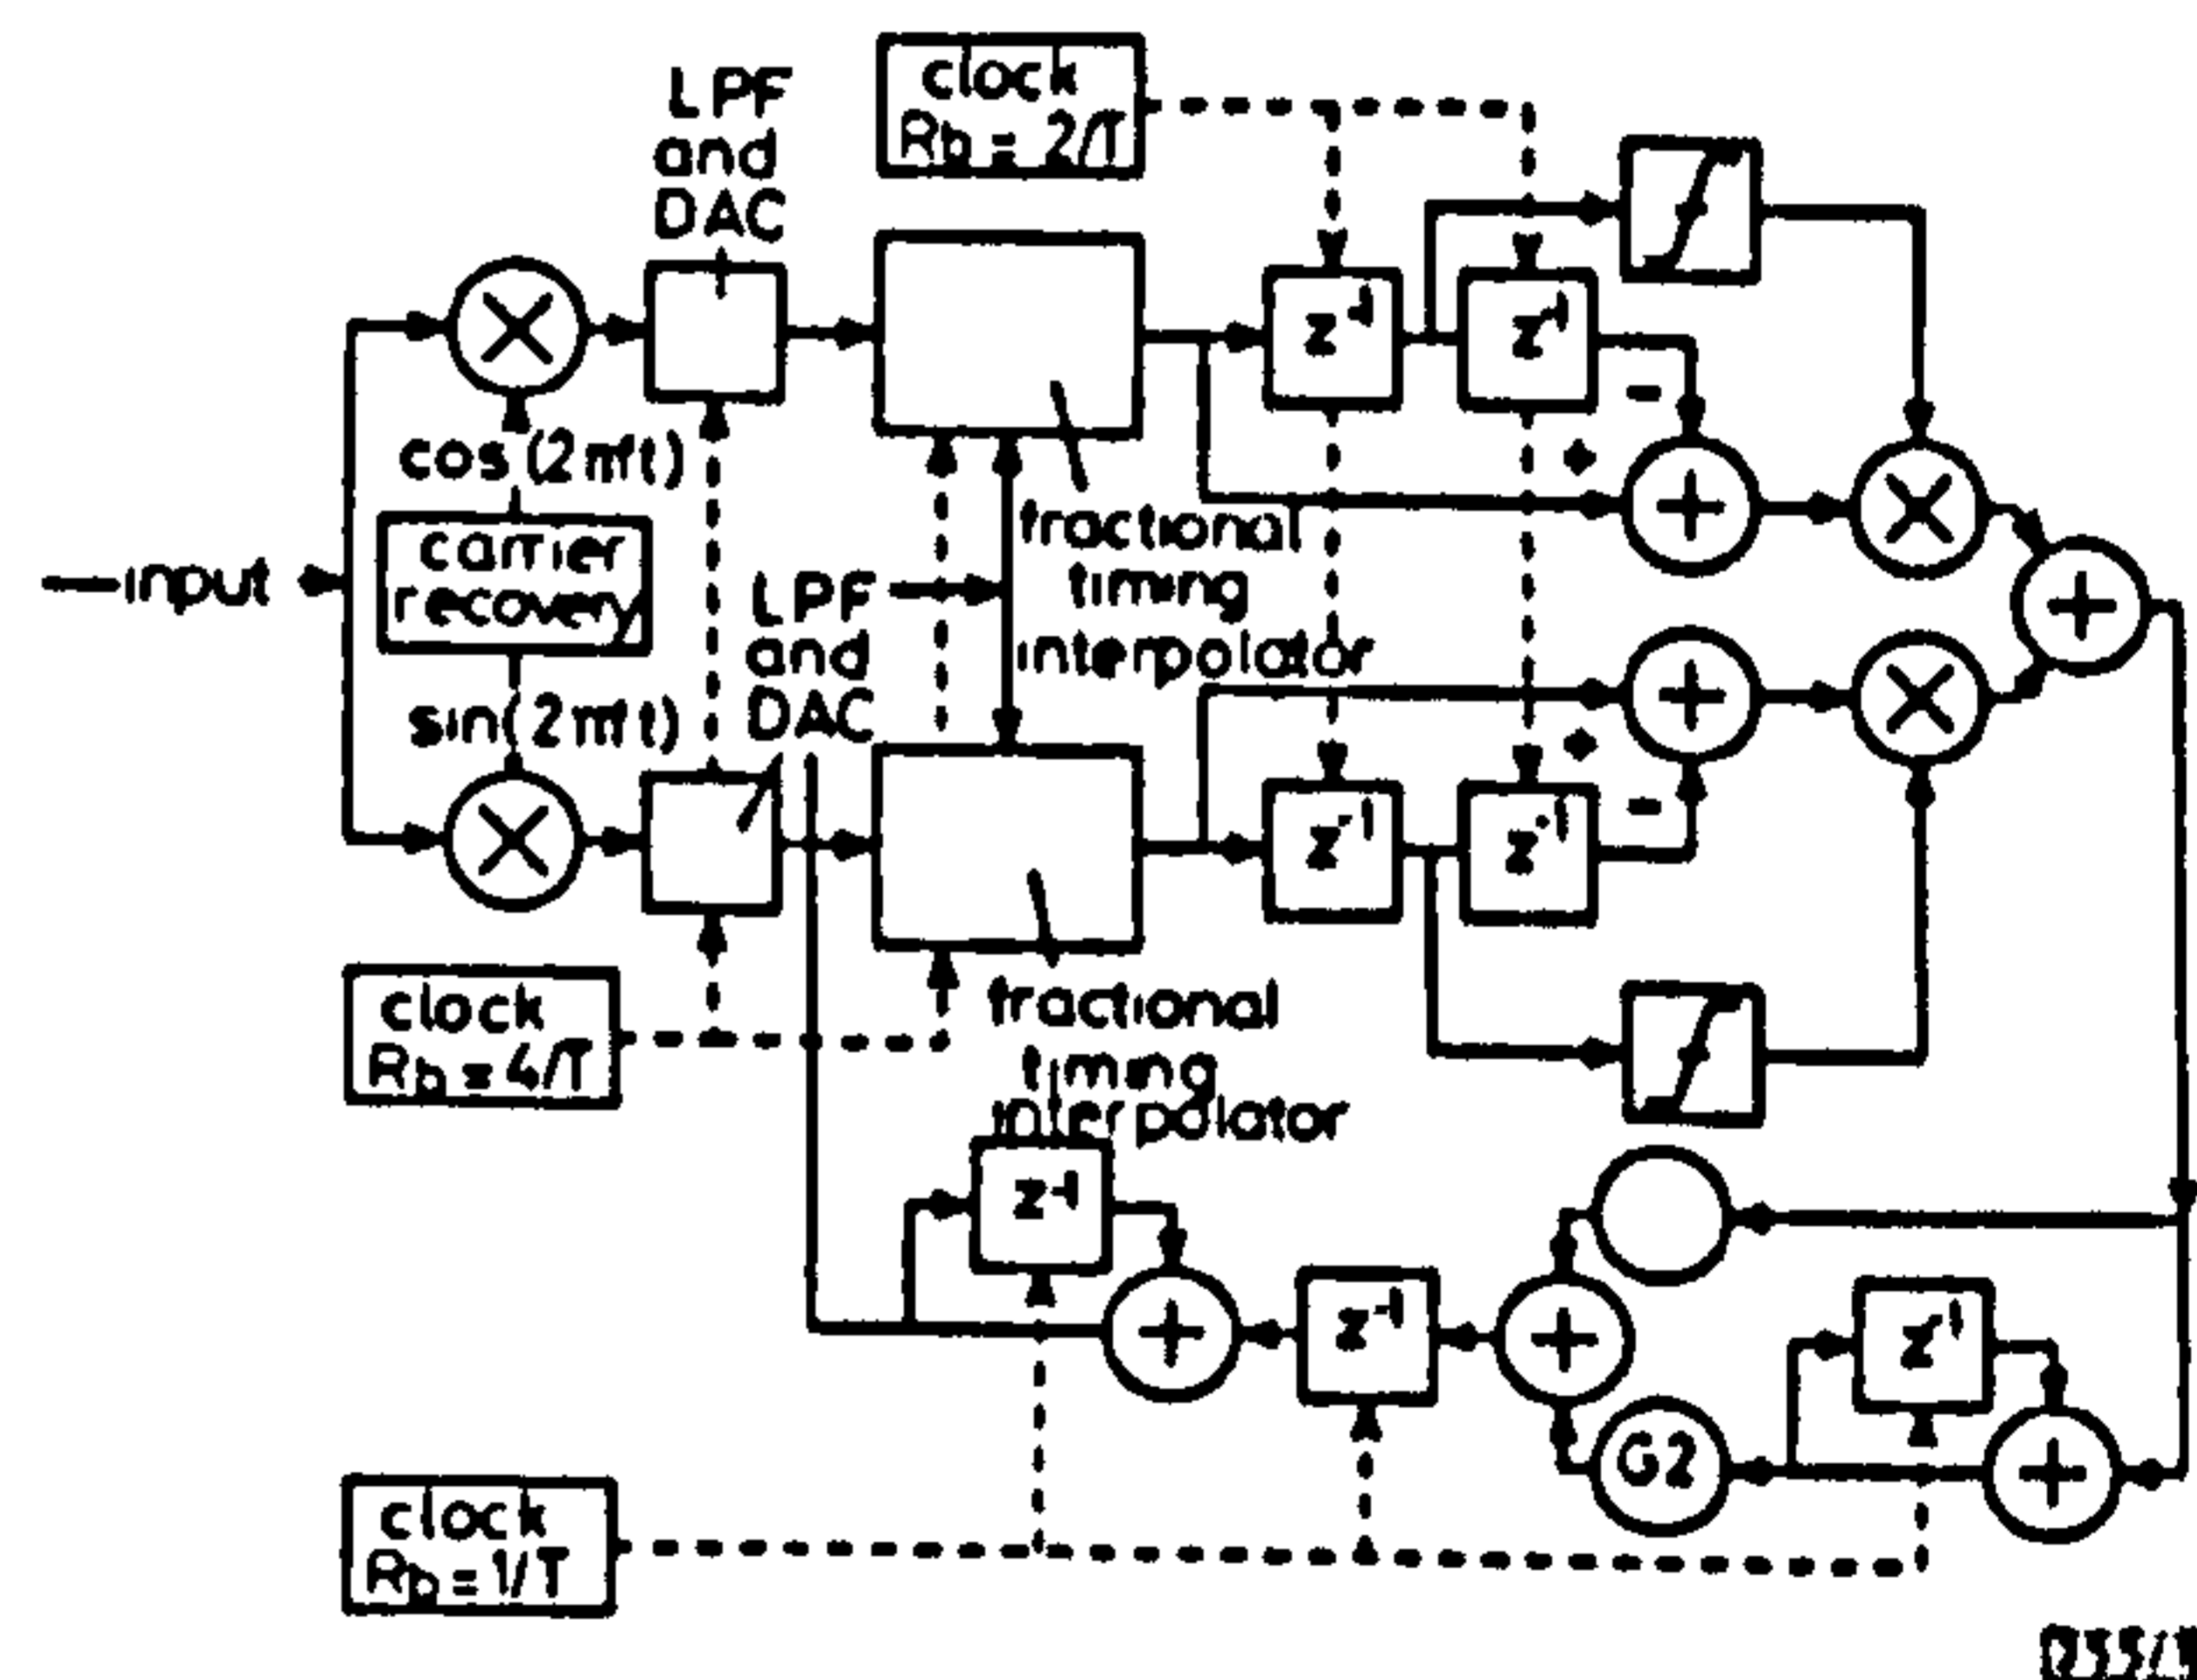 LPF
and
DAC
clock
Rb = 2/T
z-1
z-1
cos(2πft)
carrier
recovery
input
fractional
timing
interpolator
LPF
and
DAC
sin(2πft)
-
+
+
-
z-1
z-1
clock
Rb = 4/T
fractional
timing
interpolator
z-1
z-1
z-1
G2
clock
Rb = 1/T